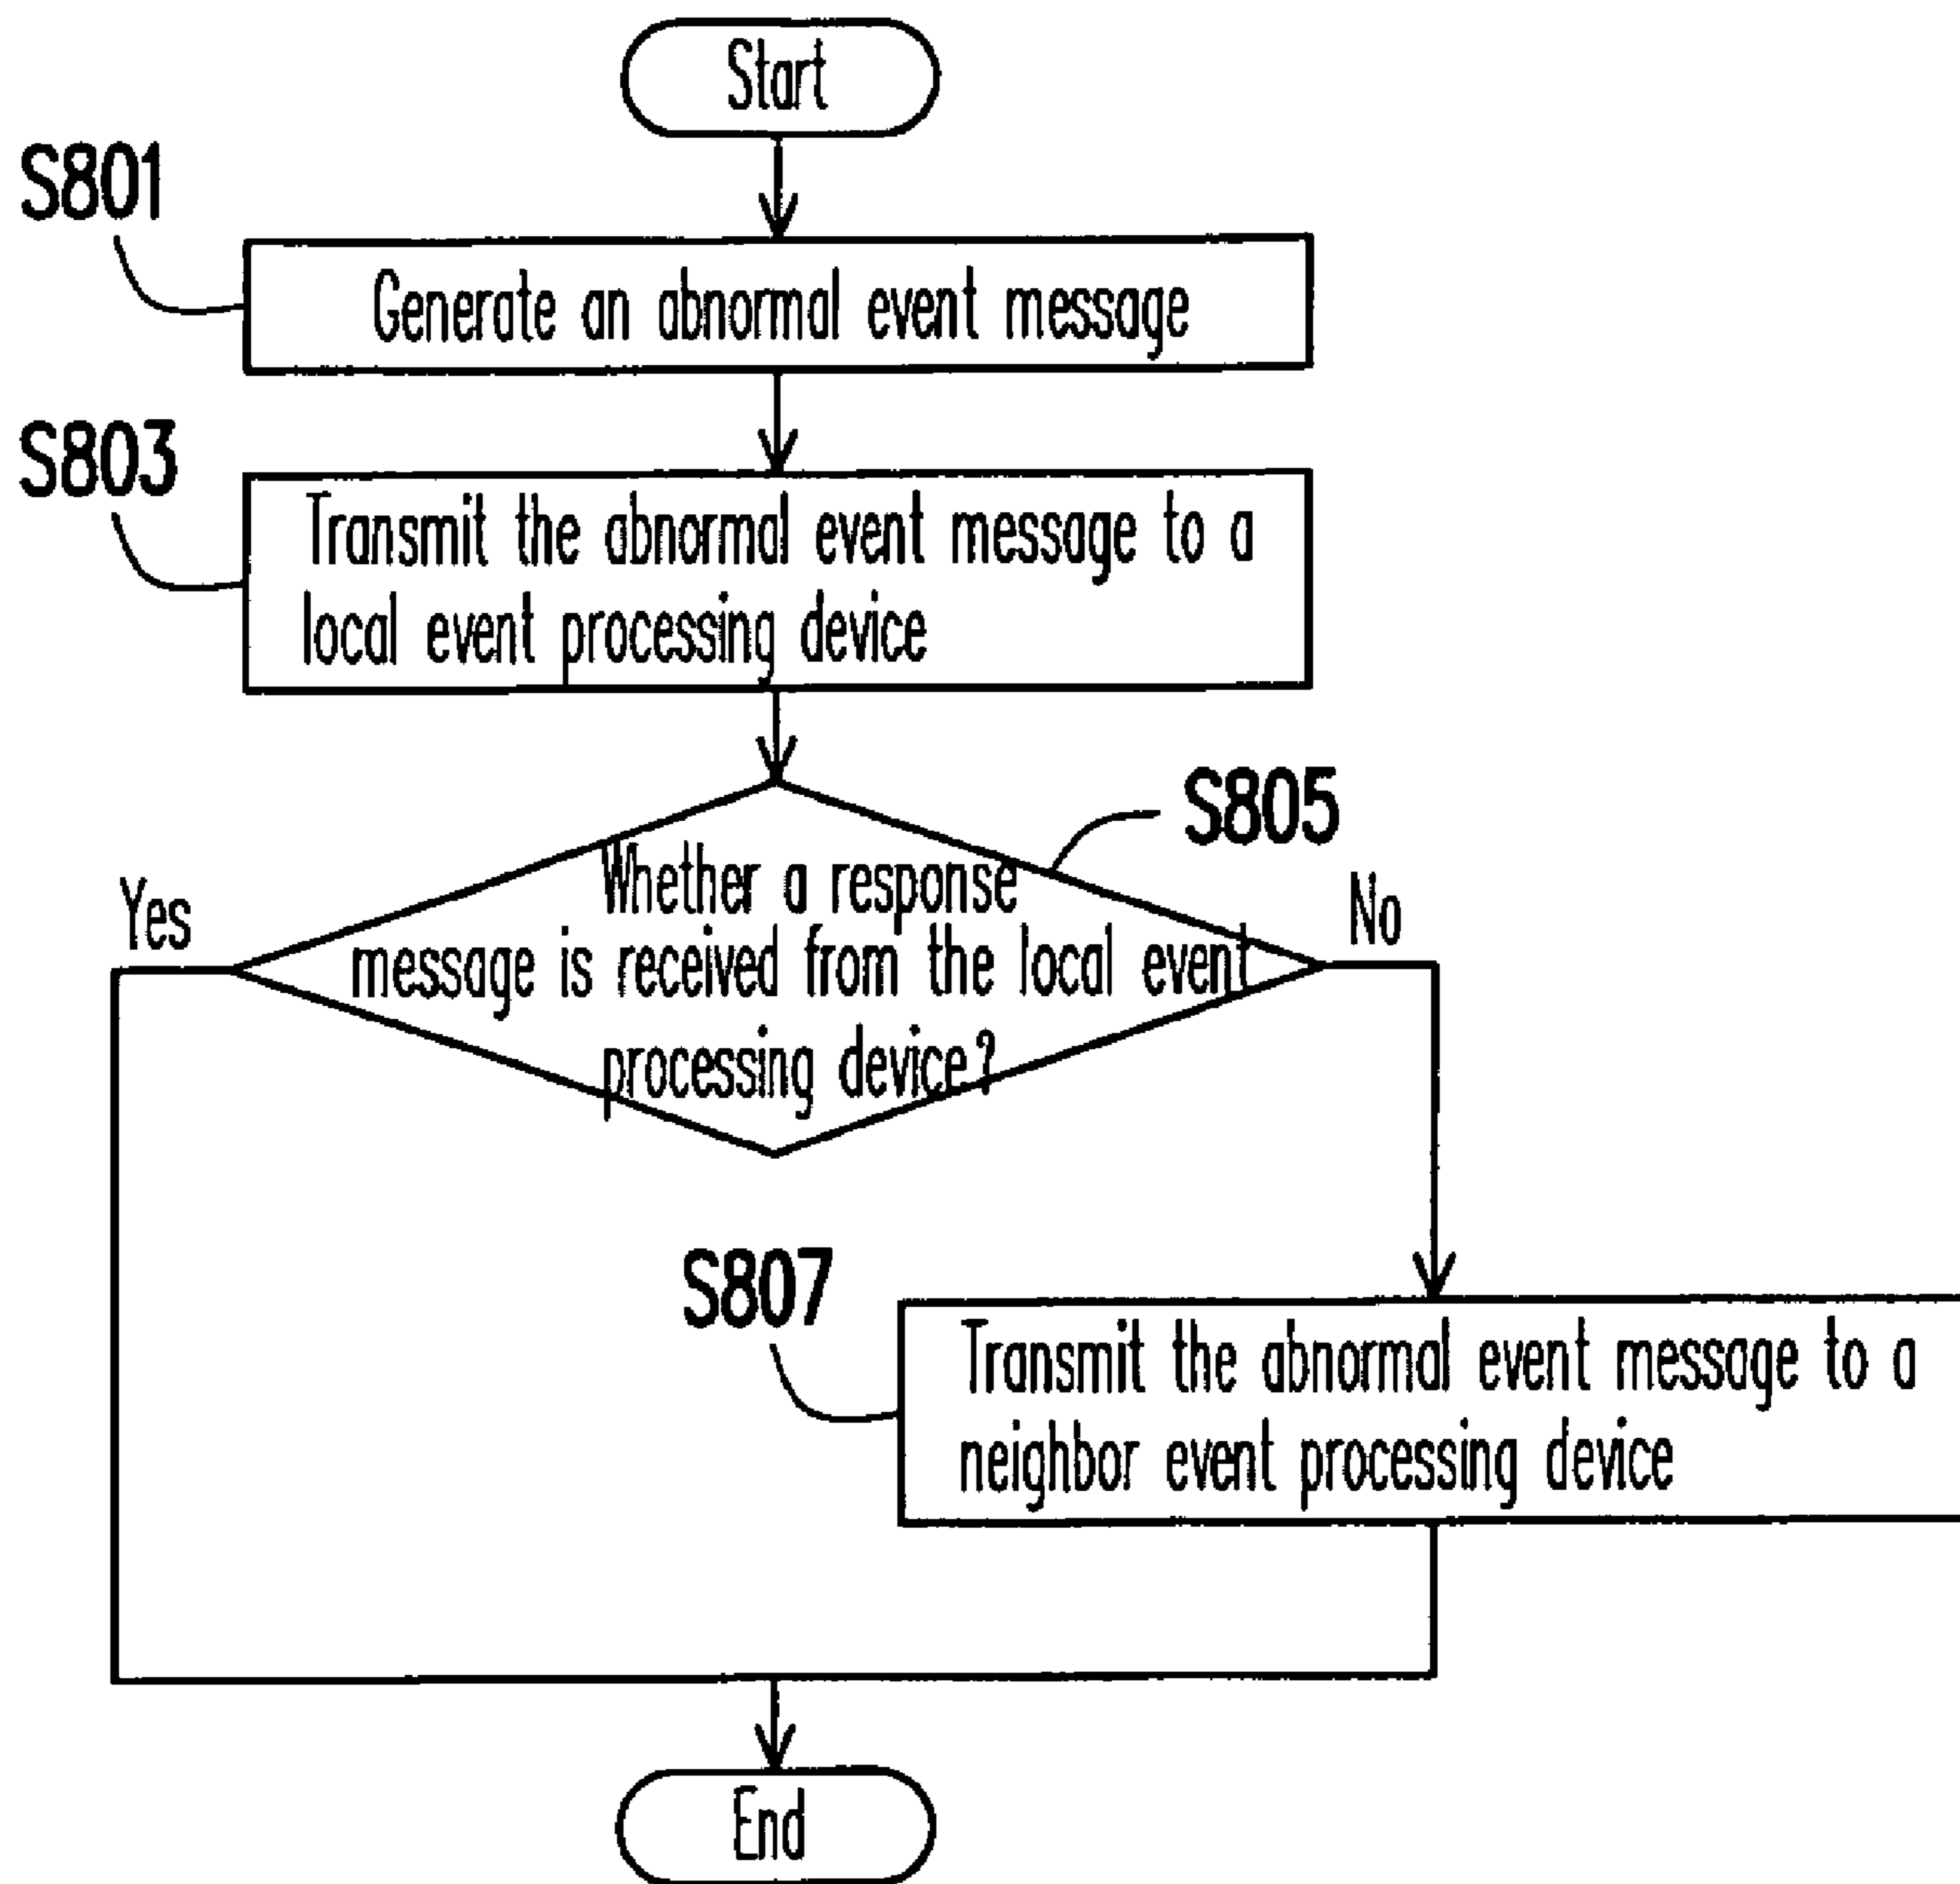 Start
S801
Generate an abnormal event message
S803
Transmit the abnormal event message to a
local event processing device
S805
Whether a response
message is received from the local event
processing device?
Yes
No
S807
Transmit the abnormal event message to a
neighbor event processing device
End